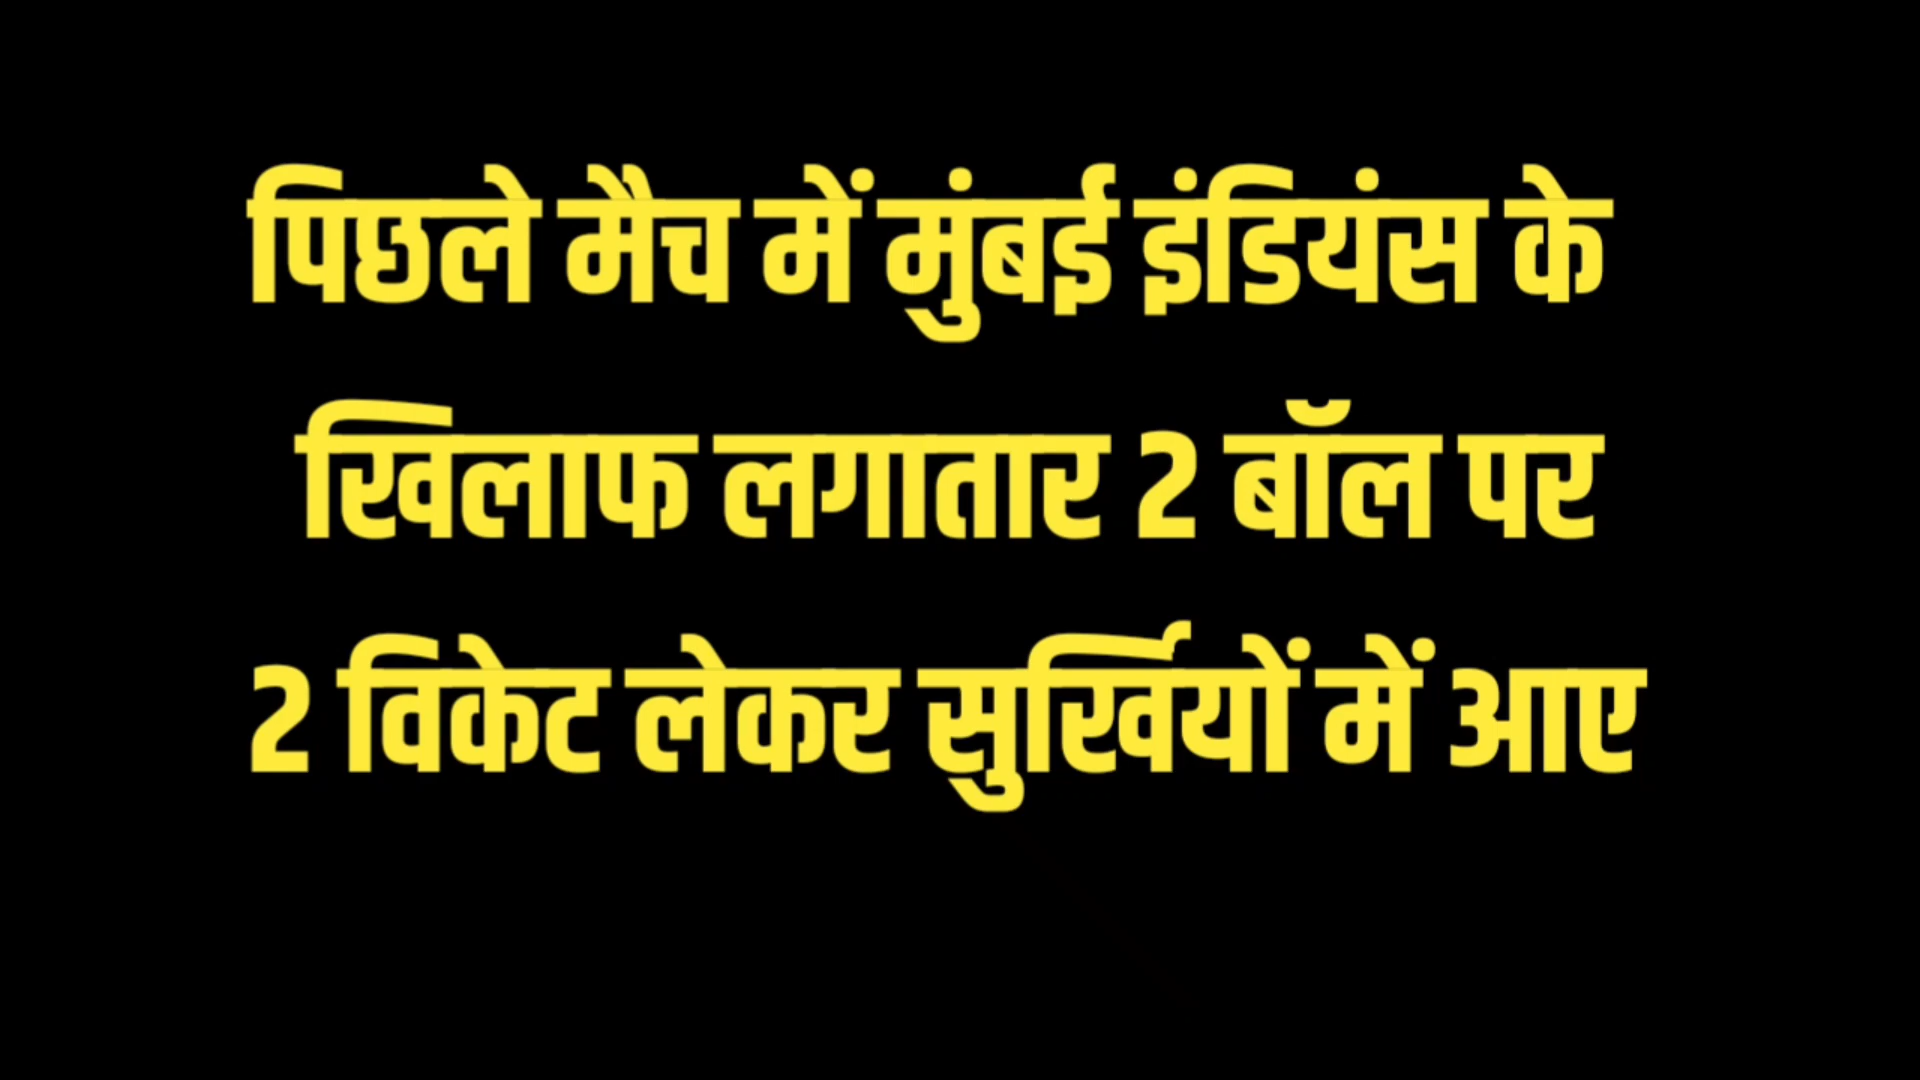 पिछले मैच में मुंबई इंडियंस के
खिलाफ लगातार 2 बॉल पर
2 विकेट लेकर सुर्खियों में आए